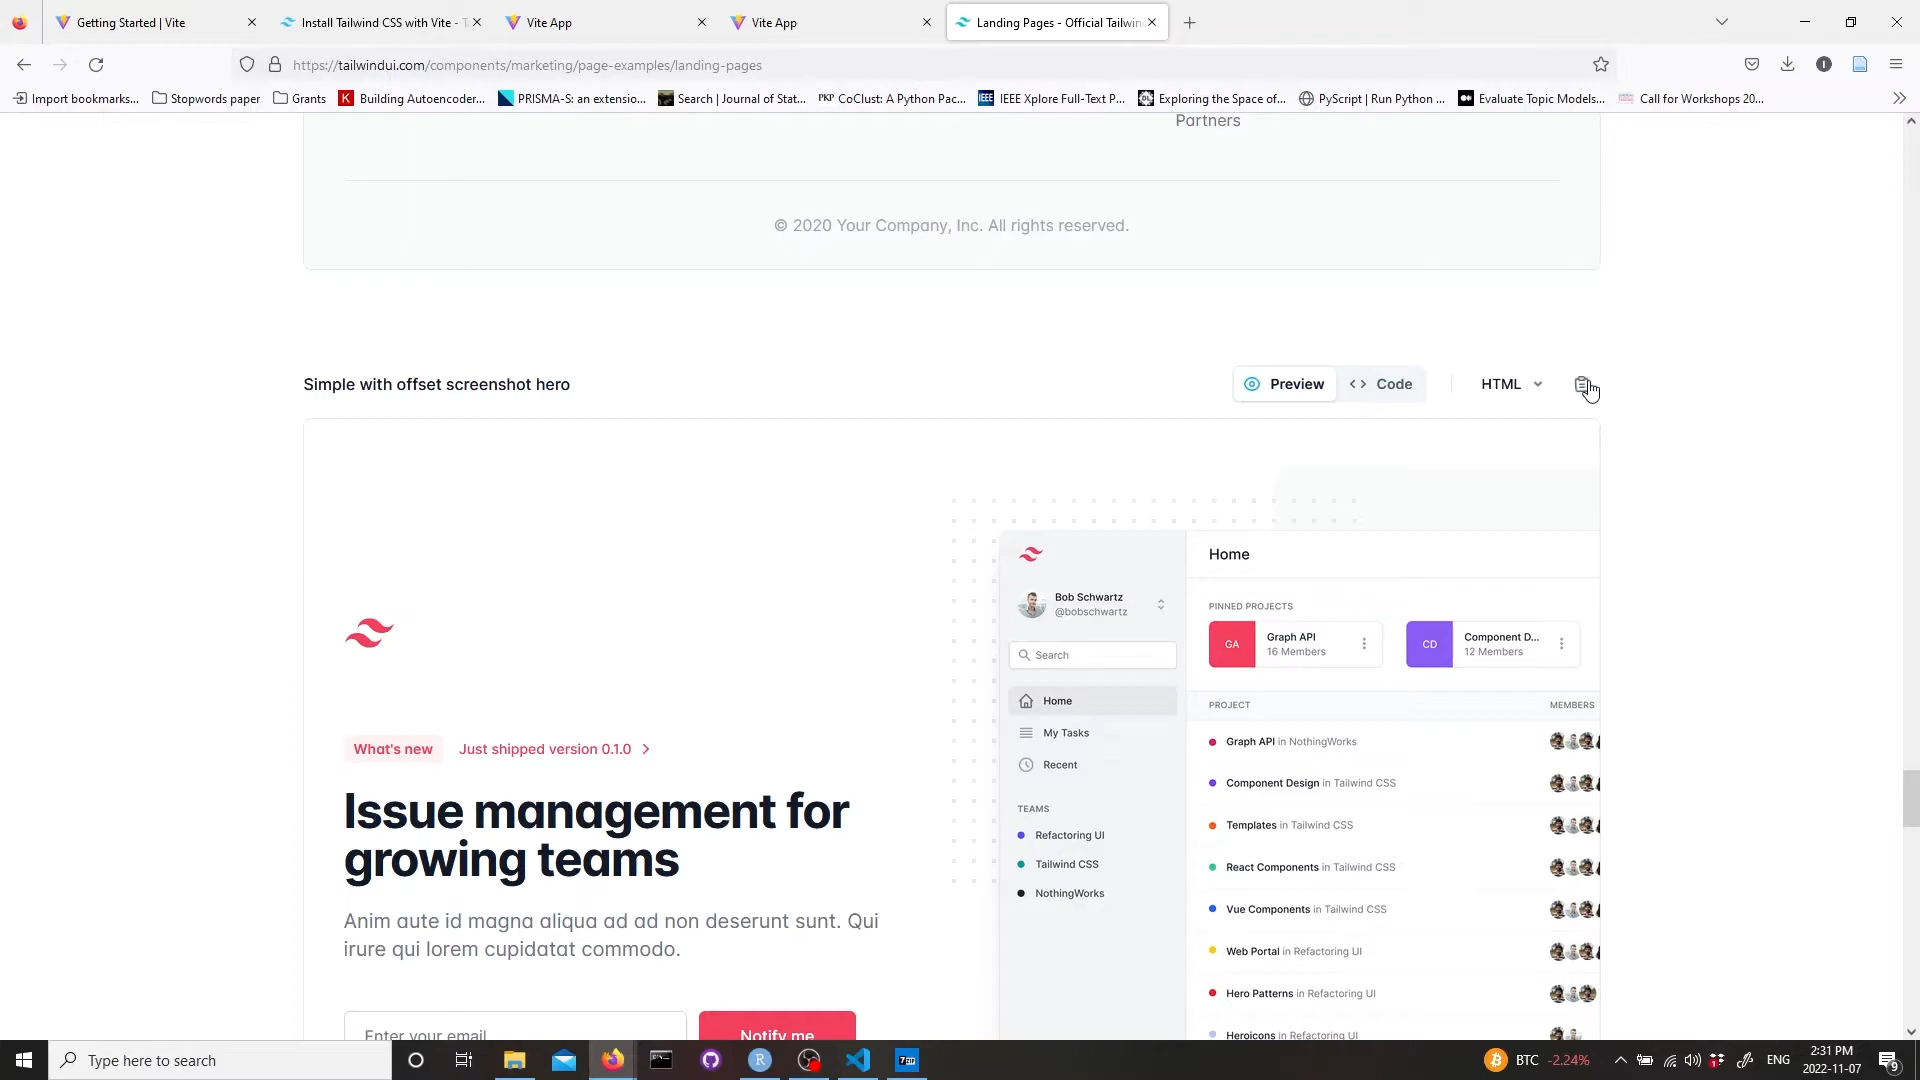 Getting Started | Vite
Install Tailwind CSS with Vite - T
Vite App
Vite App
Landing Pages - Official Tailwin
https://tailwindui.com/components/marketing/page-examples/landing-pages
Import bookmarks...
Stopwords paper
Grants
K
Building Autoencoder...
PRISMA-S: an extensio...
Search | Journal of Stat...
PKP
CoClust: A Python Pac...
IEEE
IEEE Xplore Full-Text P...
Exploring the Space of...
PyScript | Run Python ...
Evaluate Topic Models...
Call for Workshops 20...
Partners
© 2020 Your Company, Inc. All rights reserved.
Simple with offset screenshot hero
Preview
Code
HTML
Home
Bob Schwartz
@bobschwartz
PINNED PROJECTS
GA
Graph API
16 Members
CD
Component D...
12 Members
Search
Home
My Tasks
Recent
TEAMS
Refactoring UI
Tailwind CSS
NothingWorks
PROJECT
MEMBERS
Graph API in NothingWorks
Component Design in Tailwind CSS
Templates in Tailwind CSS
React Components in Tailwind CSS
Vue Components in Tailwind CSS
Web Portal in Refactoring UI
Hero Patterns in Refactoring UI
Heroicons in Refactoring UI
What's new
Just shipped version 0.1.0
Issue management for
growing teams
Anim aute id magna aliqua ad ad non deserunt sunt. Qui
irure qui lorem cupidatat commodo.
Enter your email
Notify me
Type here to search
R
BTC -2.24%
ENG
2:31 PM
2022-11-07
9